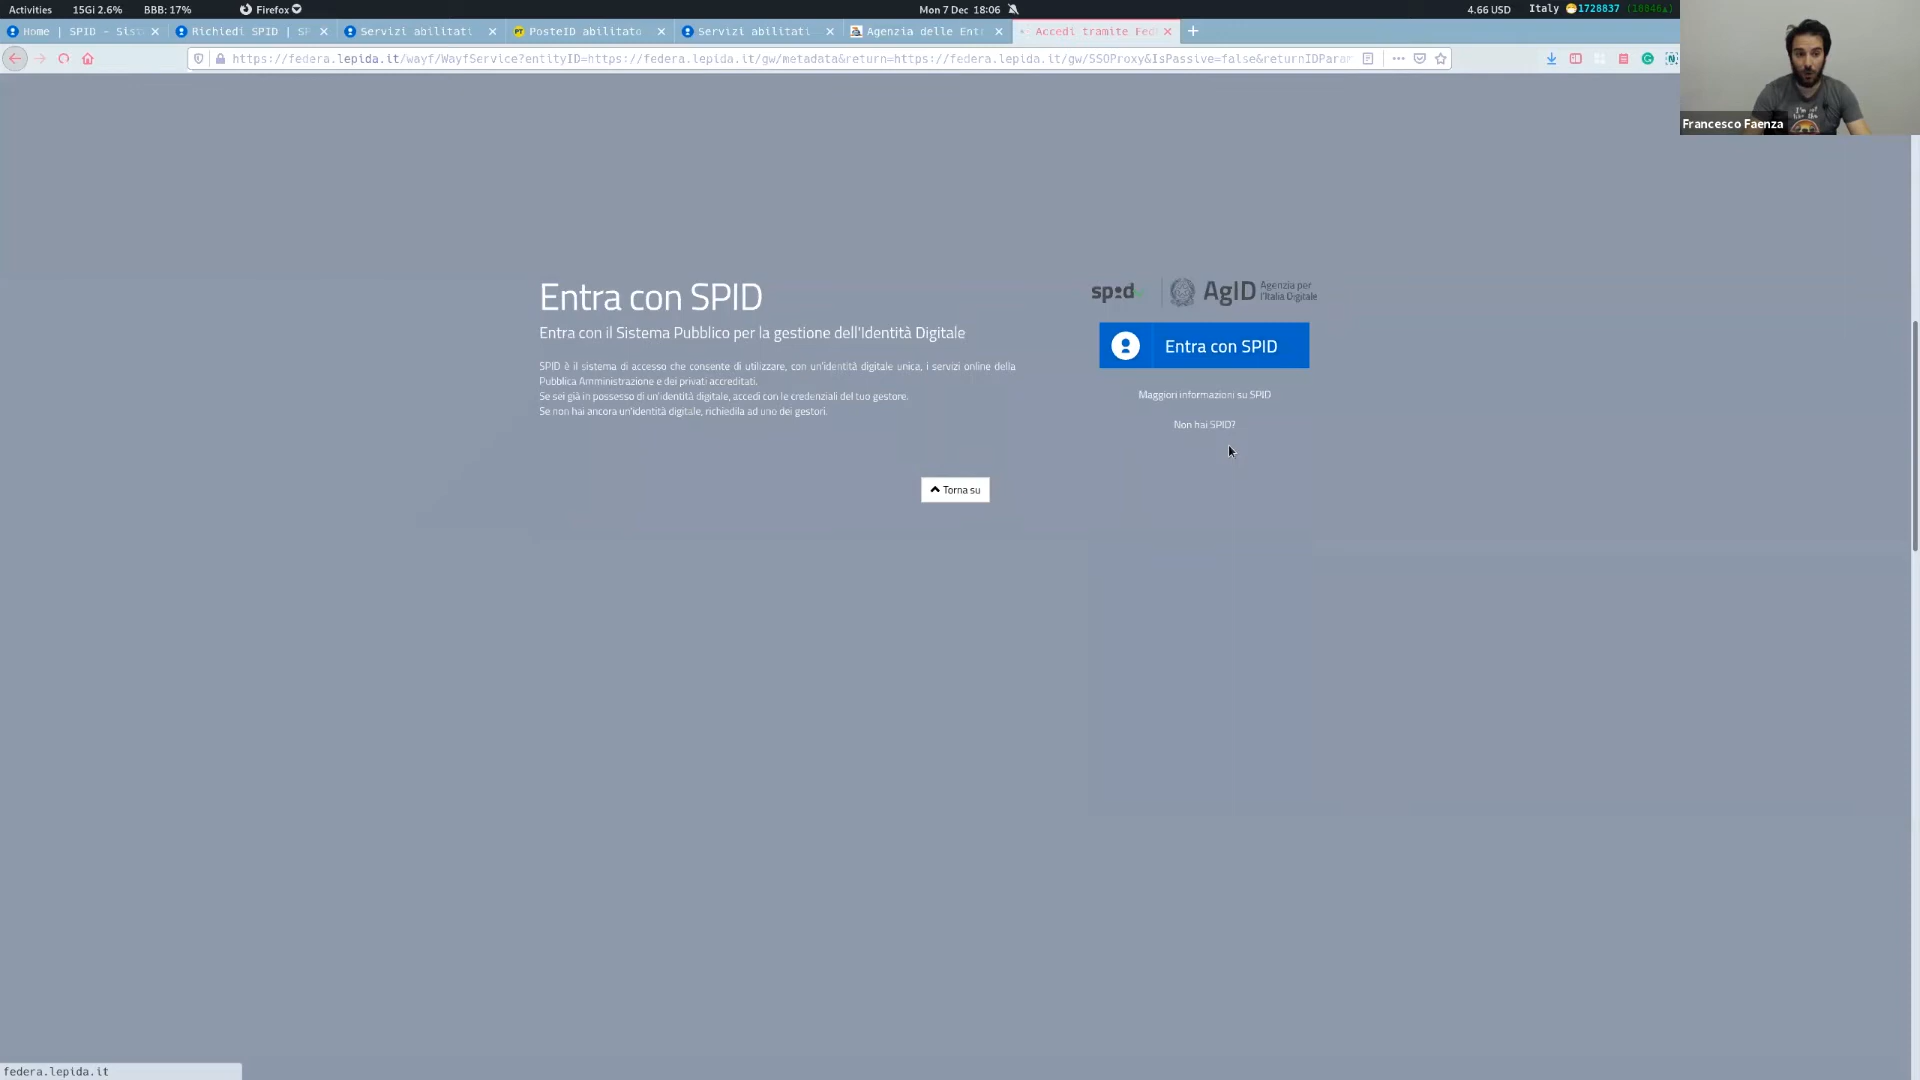 Activities 15Gi 2.6% BBB: 17% Firefox Mon 7 Dec 18:06 4.66 USD Italy 1728837 (18846▲)
Home | SPID - Sist Richiedi SPID | S Servizi abilitati PosteID abilitato Servizi abilitati Agenzia delle Ent Accedi tramite Fed
https://federa.lepida.it/wayf/WayfService?entityID=https://federa.lepida.it/gw/metadata&return=https://federa.lepida.it/gw/SSOProxy&IsPassive=false&returnIDParam
Francesco Faenza
Entra con SPID
Entra con il Sistema Pubblico per la gestione dell'Identità Digitale
SPID è il sistema di accesso che consente di utilizzare, con un'identità digitale unica, i servizi online della
Pubblica Amministrazione e dei privati accreditati.
Se sei già in possesso di un'identità digitale, accedi con le credenziali del tuo gestore.
Se non hai ancora un'identità digitale, richiedila ad uno dei gestori.
spid AgID Agenzia per
l'Italia Digitale
Entra con SPID
Maggiori informazioni su SPID
Non hai SPID?
Torna su
federa.lepida.it